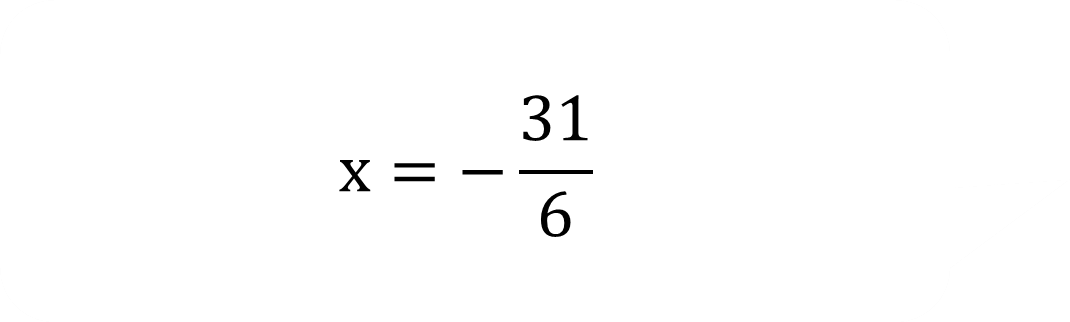 x = − 31/6